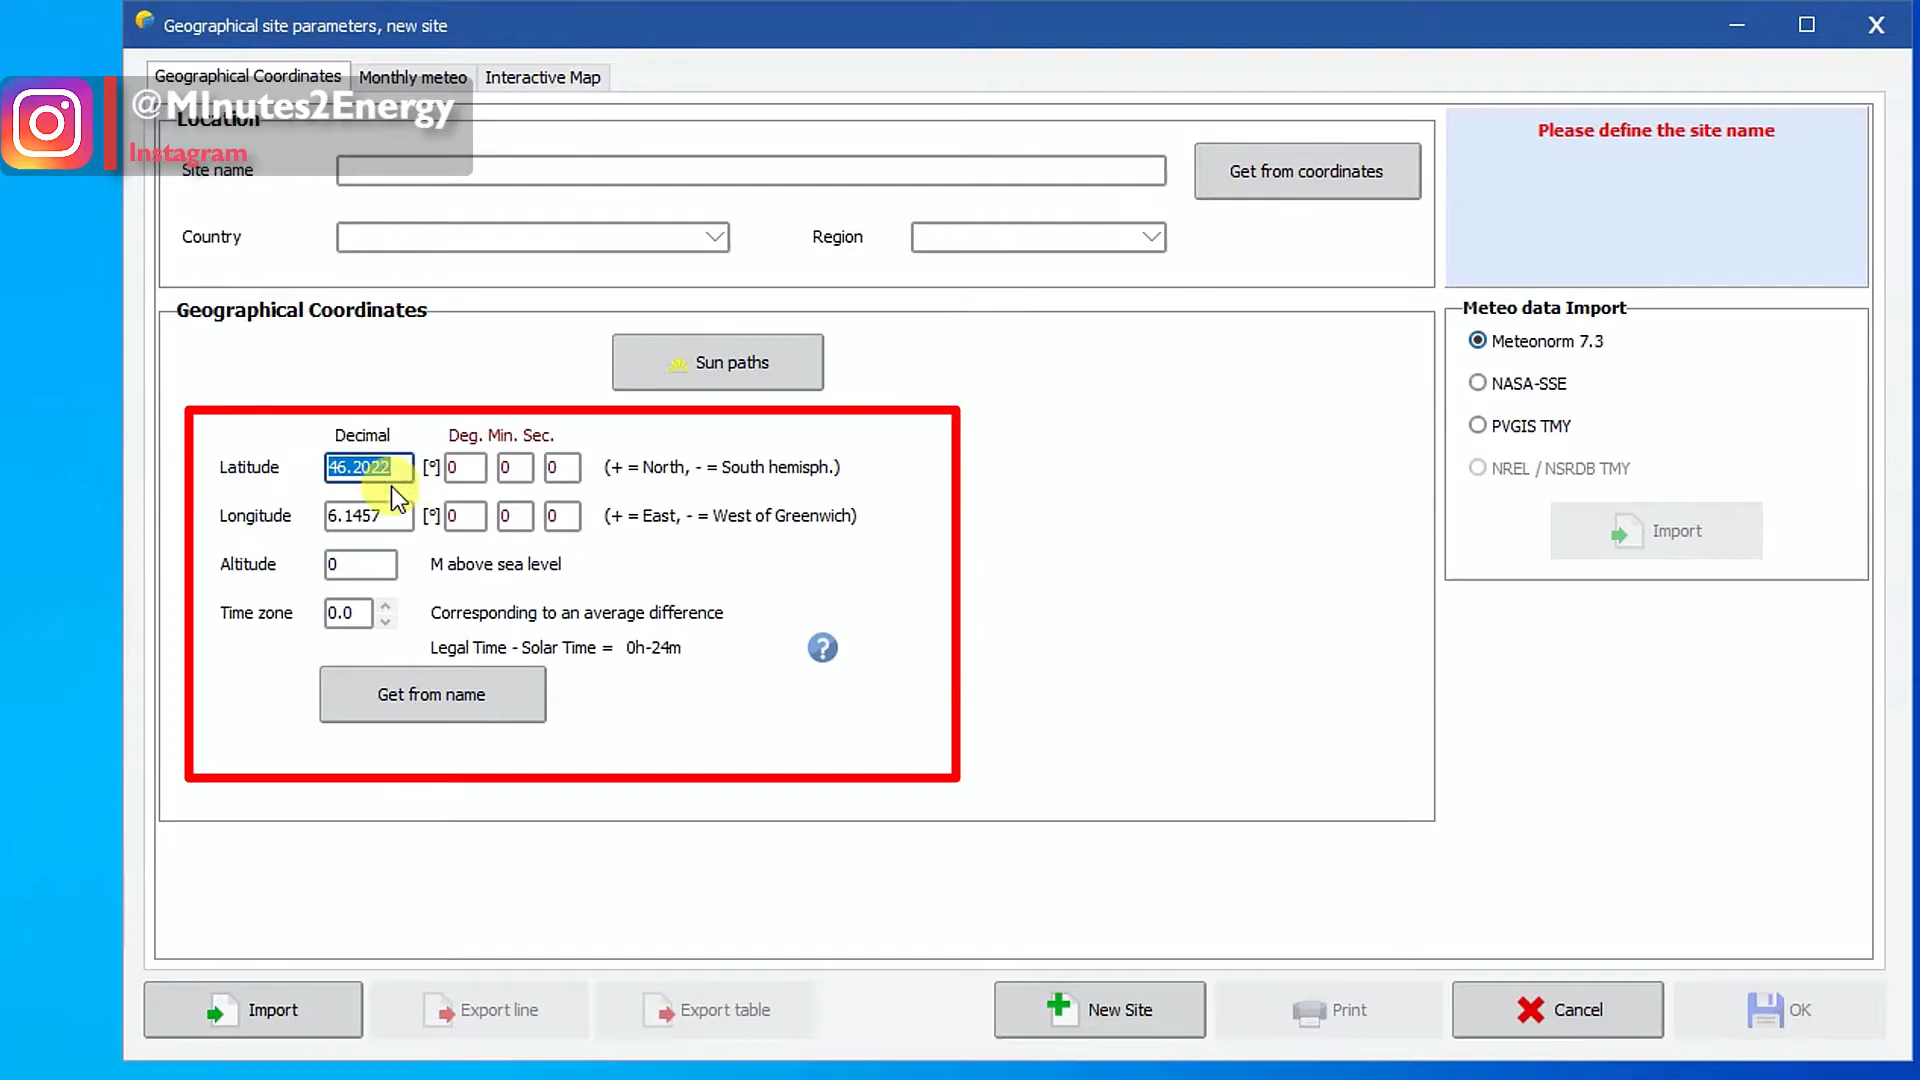 Geographical site parameters, new site
Geographical Coordinates Monthly meteo Interactive Map
@MInutes2Energy
Instagram
Location
Site name
Get from coordinates
Please define the site name
Country
Region
Geographical Coordinates
Sun paths
Meteo data Import
Meteonorm 7.3
NASA-SSE
PVGIS TMY
NREL / NSRDB TMY
Import
Decimal Deg. Min. Sec.
Latitude 46.2022 [°] 0 0 0 (+ = North, - = South hemisph.)
Longitude 6.1457 [°] 0 0 0 (+ = East, - = West of Greenwich)
Altitude 0 M above sea level
Time zone 0.0 Corresponding to an average difference
Legal Time - Solar Time = 0h-24m
?
Get from name
Import Export line Export table New Site Print Cancel OK